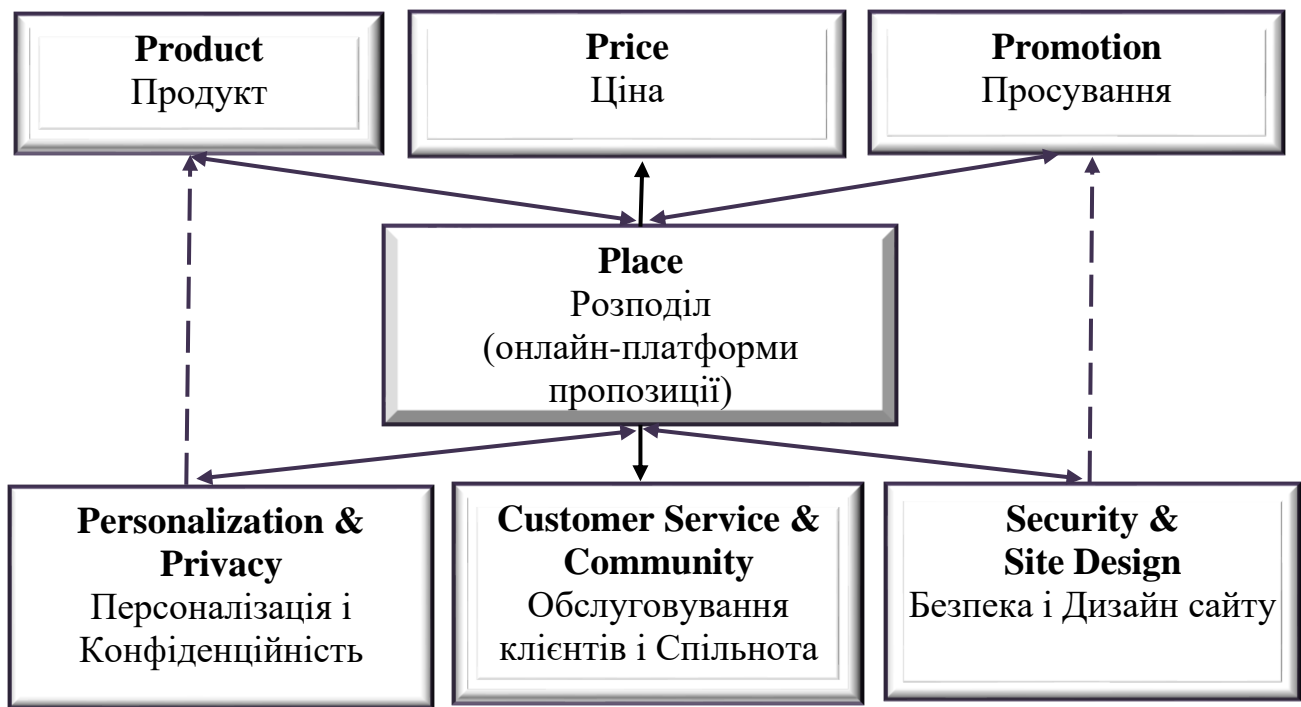 Product
Продукт
Price
Ціна
Promotion
Просування
Place
Розподіл
(онлайн-платформи
пропозиції)
Personalization &
Privacy
Персоналізація і
Конфіденційність
Customer Service &
Community
Обслуговування
клієнтів і Спільнота
Security &
Site Design
Безпека і Дизайн сайту